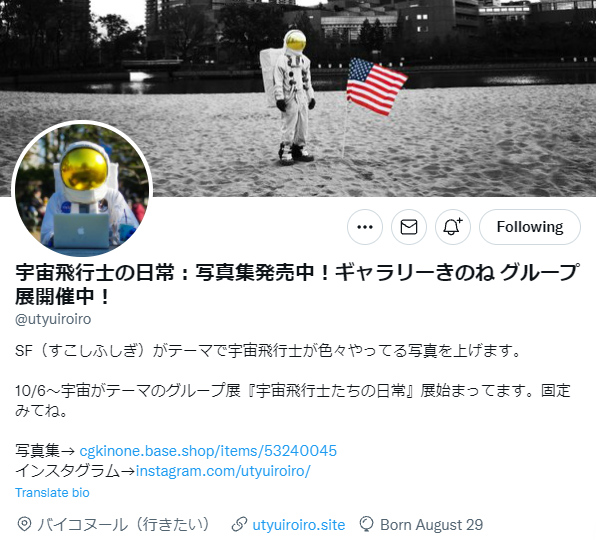 Following
宇宙飛行士の日常：写真集発売中！ギャラリーきのね グループ
展開催中！
@utyuiroiro
SF（すこしふしぎ）がテーマで宇宙飛行士が色々やってる写真を上げます。
10/6〜宇宙がテーマのグループ展『宇宙飛行士たちの日常』展始まってます。固定
みてね。
写真集→ cgkinone.base.shop/items/53240045
インスタグラム→instagram.com/utyuiroiro/
Translate bio
バイコヌール（行きたい） utyuiroiro.site Born August 29